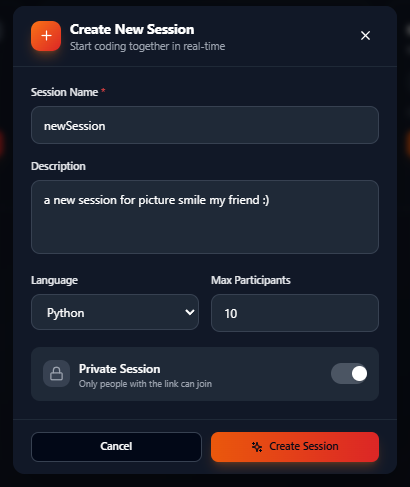 Create New Session
Start coding together in real-time
Session Name *
newSession
Description
a new session for picture smile my friend :)
Language
Max Participants
Python
10
Private Session
Only people with the link can join
Cancel
Create Session